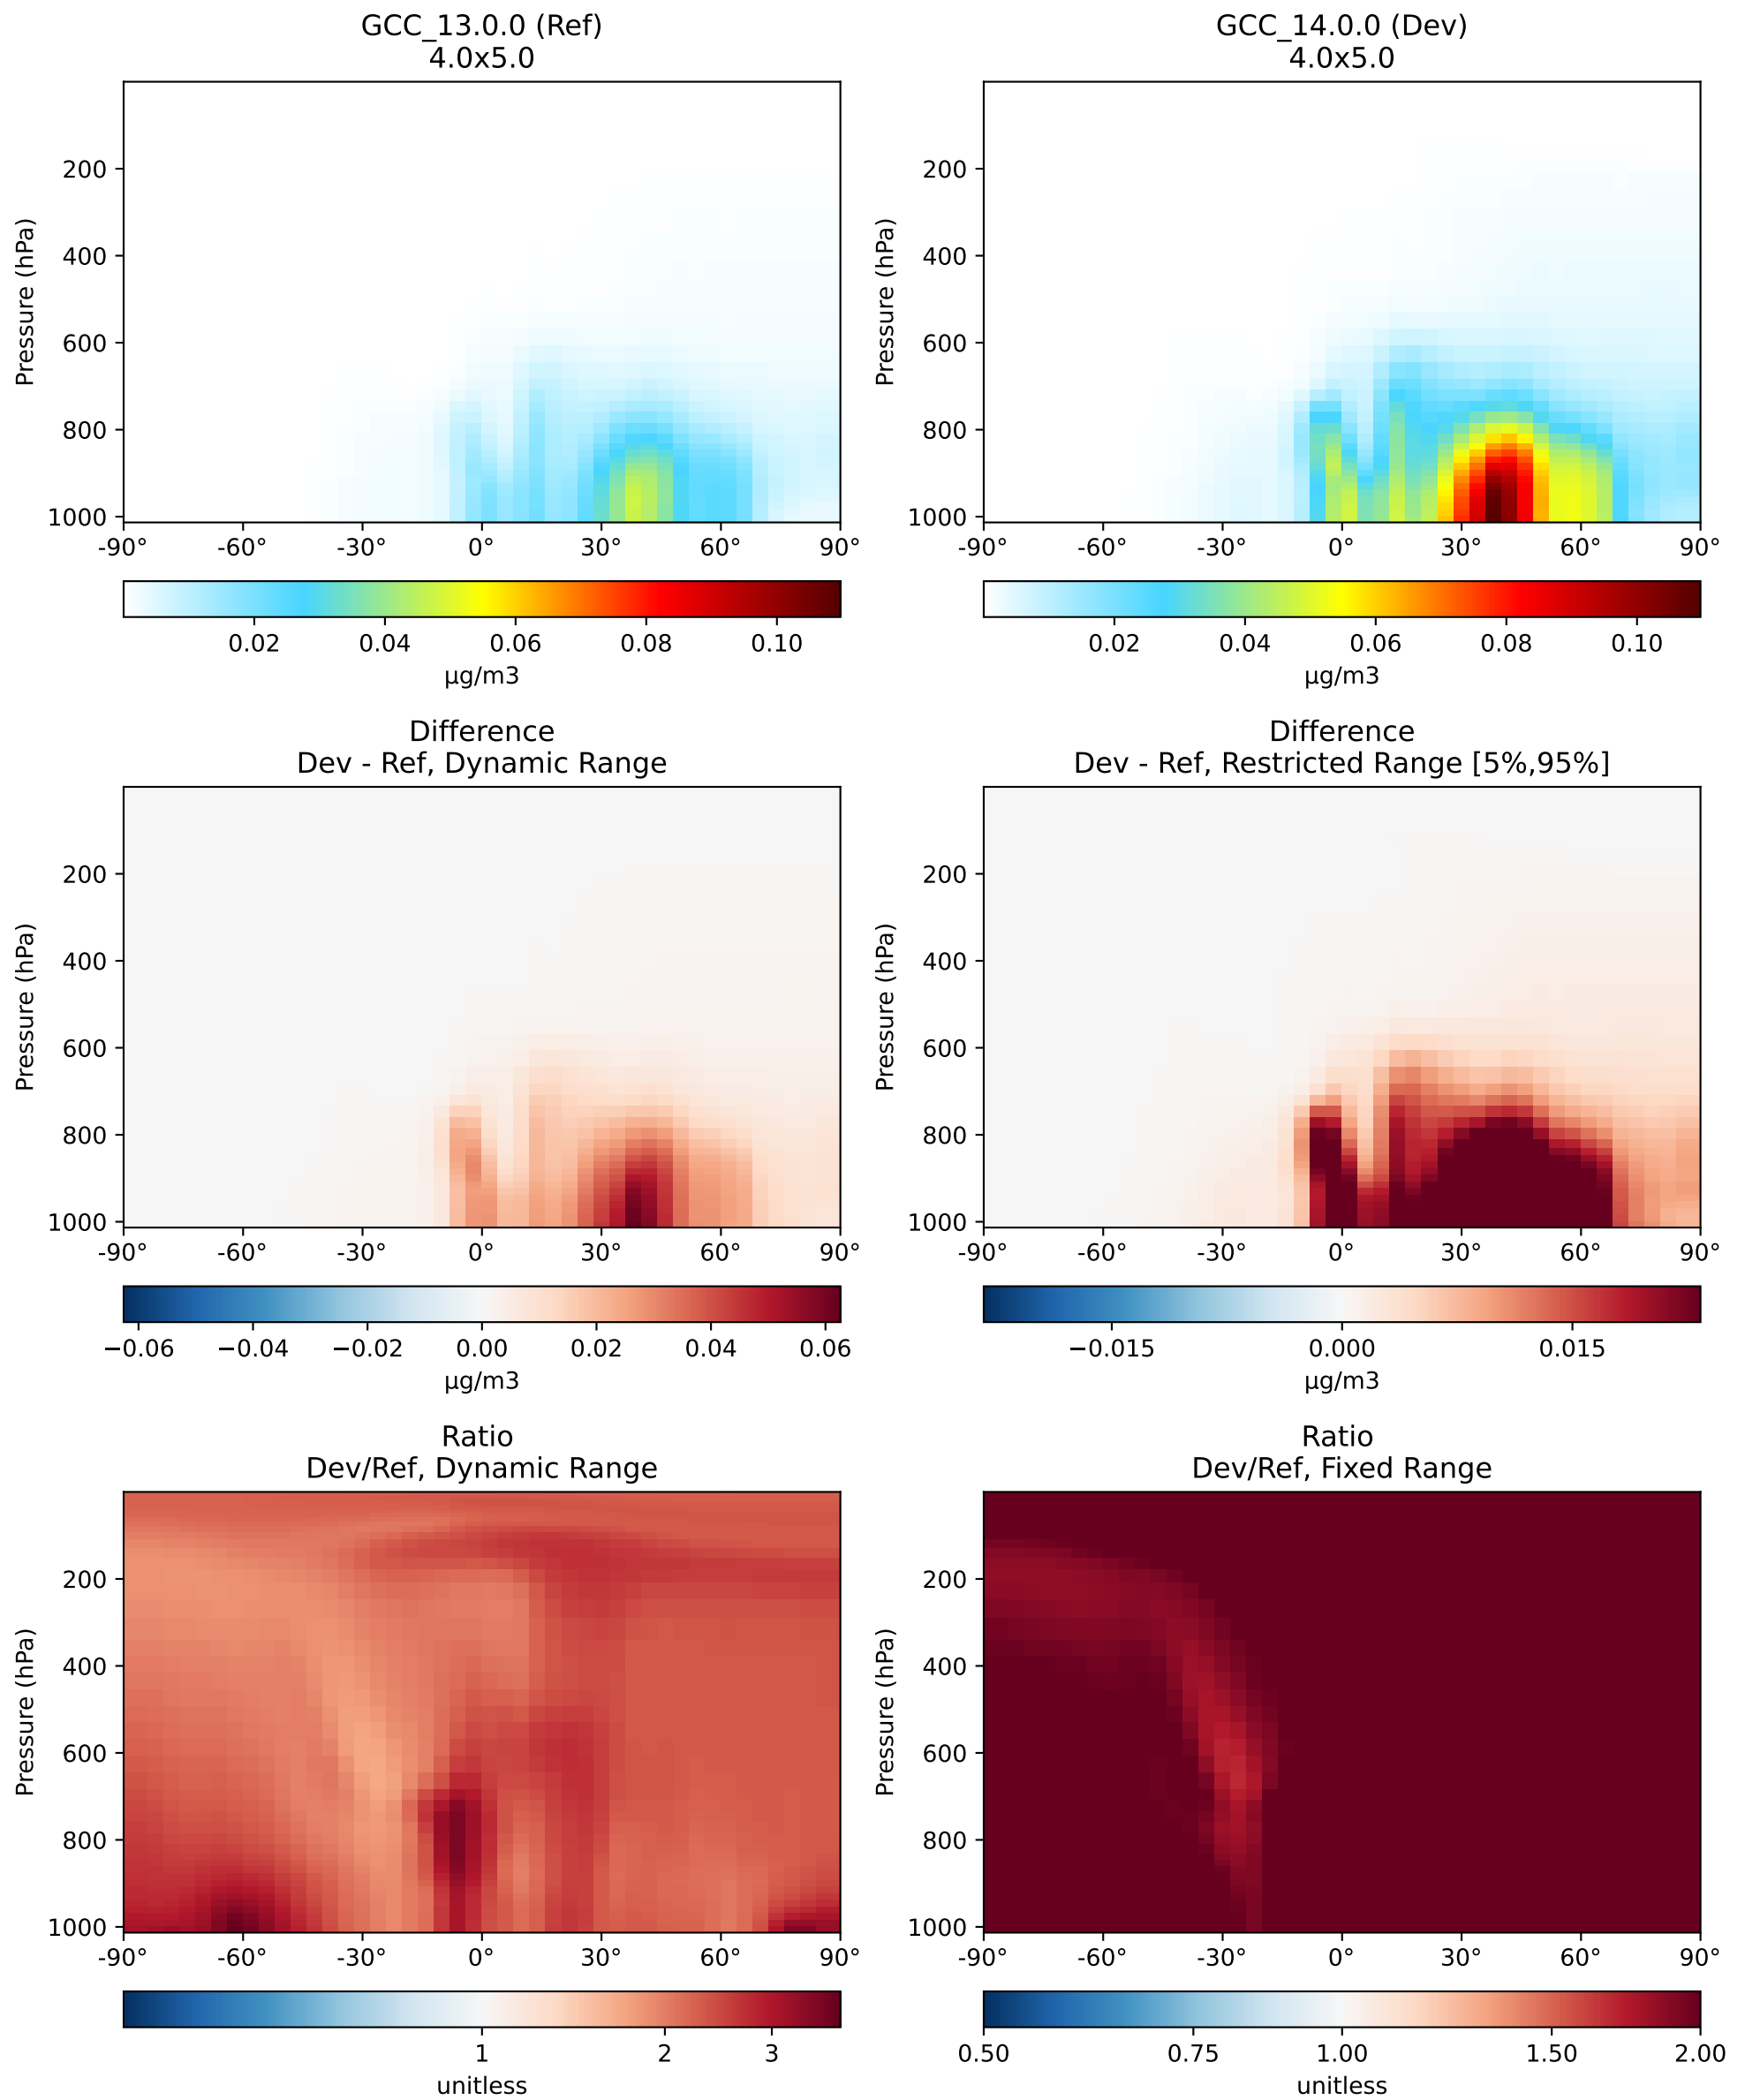 GCC_13.0.0 (Ref)
4.0x5.0
Pressure (hPa)
200
400
600
800
1000
-90° -60° -30° 0° 30° 60° 90°
0.02 0.04 0.06 0.08 0.10
µg/m3
GCC_14.0.0 (Dev)
4.0x5.0
Pressure (hPa)
200
400
600
800
1000
-90° -60° -30° 0° 30° 60° 90°
0.02 0.04 0.06 0.08 0.10
µg/m3
Difference
Dev - Ref, Dynamic Range
Pressure (hPa)
200
400
600
800
1000
-90° -60° -30° 0° 30° 60° 90°
−0.06 −0.04 −0.02 0.00 0.02 0.04 0.06
µg/m3
Difference
Dev - Ref, Restricted Range [5%,95%]
Pressure (hPa)
200
400
600
800
1000
-90° -60° -30° 0° 30° 60° 90°
−0.015 0.000 0.015
µg/m3
Ratio
Dev/Ref, Dynamic Range
Pressure (hPa)
200
400
600
800
1000
-90° -60° -30° 0° 30° 60° 90°
1 2 3
unitless
Ratio
Dev/Ref, Fixed Range
Pressure (hPa)
200
400
600
800
1000
-90° -60° -30° 0° 30° 60° 90°
0.50 0.75 1.00 1.50 2.00
unitless